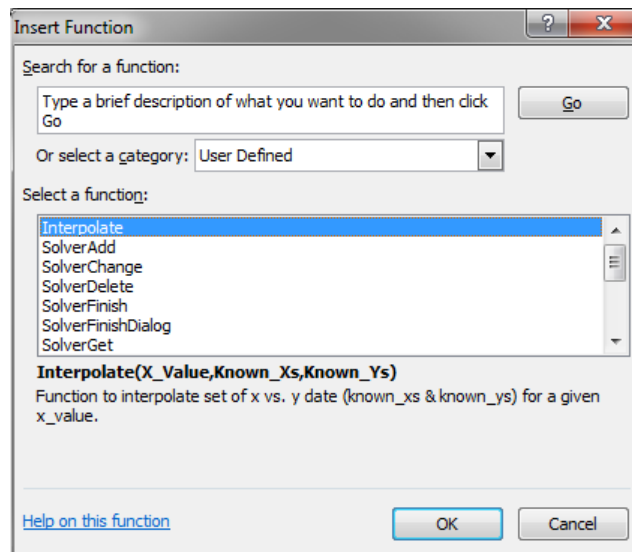 Insert Function
?
X
Search for a function:
Type a brief description of what you want to do and then click
Go
Go
Or select a category: User Defined
Select a function:
Interpolate
SolverAdd
SolverChange
SolverDelete
SolverFinish
SolverFinishDialog
SolverGet
Interpolate(X_Value,Known_Xs,Known_Ys)
Function to interpolate set of x vs. y date (known_xs & known_ys) for a given
x_value.
Help on this function
OK
Cancel